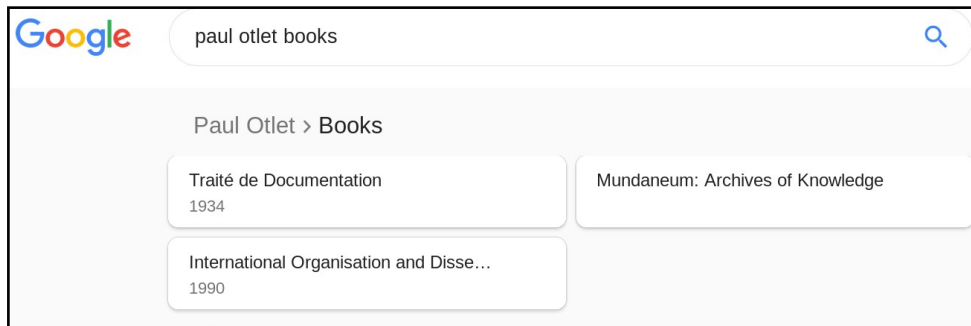 Google
paul otlet books
Paul Otlet > Books
Traité de Documentation
1934
Mundaneum: Archives of Knowledge
International Organisation and Disse…
1990